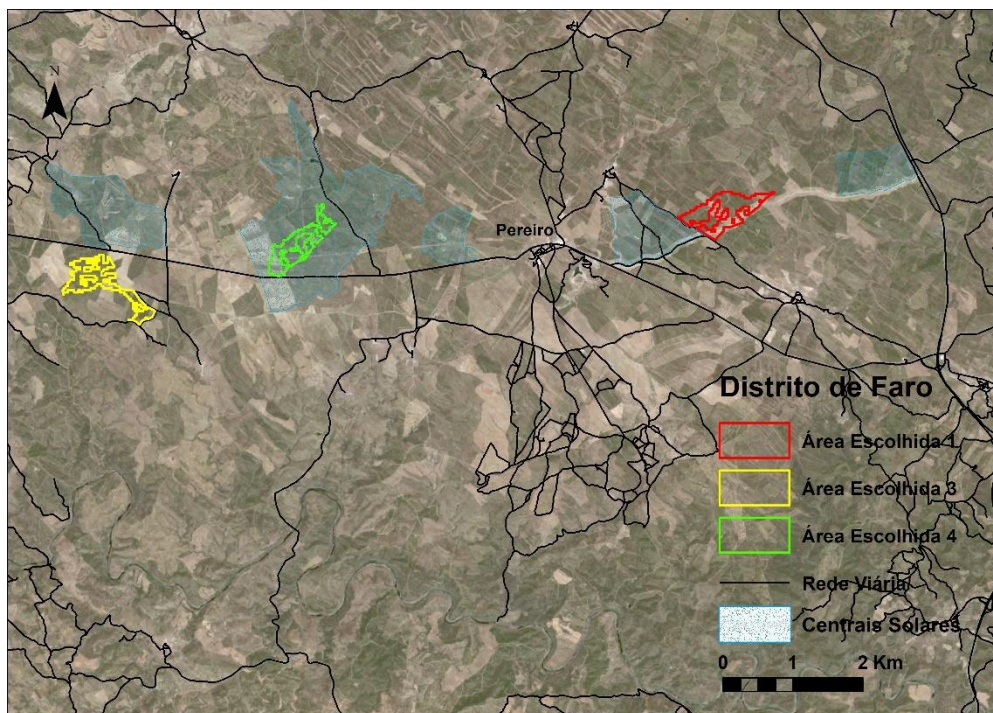 N
Pereiro
Distrito de Faro
Área Escolhida 1
Área Escolhida 3
Área Escolhida 4
Rede Viária
Centrais Solares
0 1 2 Km